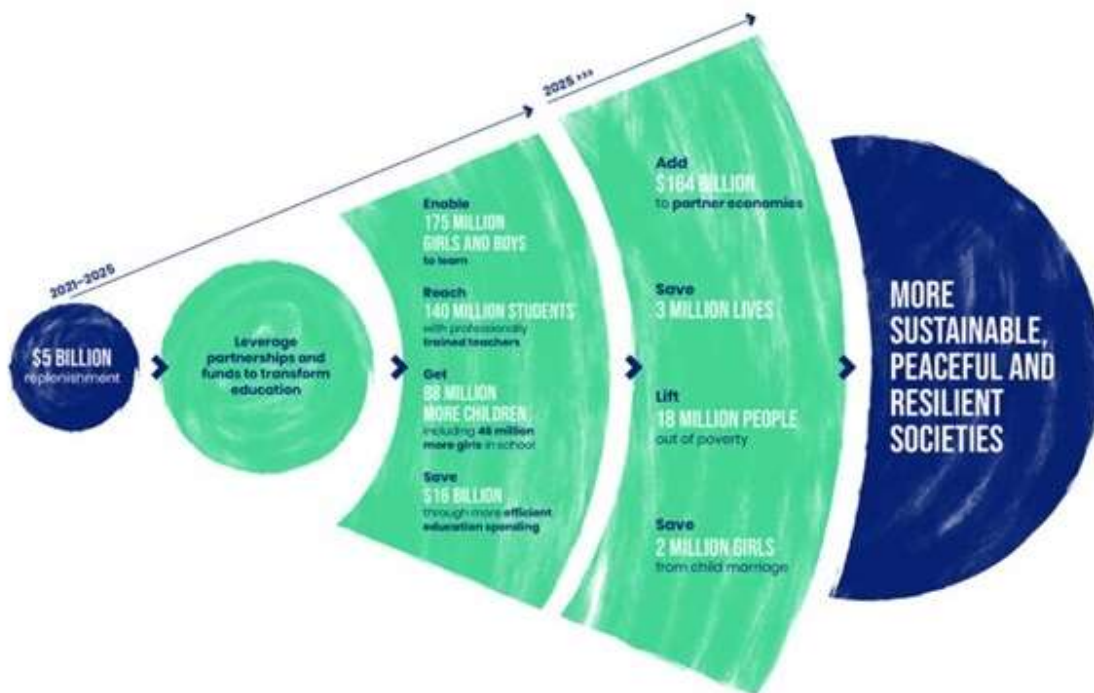 2021-2025
2025 >>>
$5 BILLION
replenishment
Leverage
partnerships and
funds to transform
education
Enable
175 MILLION
GIRLS AND BOYS
to learn
Reach
140 MILLION STUDENTS
with professionally
trained teachers
Get
88 MILLION
MORE CHILDREN,
including 46 million
more girls in school
Save
$16 BILLION
through more efficient
education spending
Add
$164 BILLION
to partner economies
Save
3 MILLION LIVES
Lift
18 MILLION PEOPLE
out of poverty
Save
2 MILLION GIRLS
from child marriage
MORE
SUSTAINABLE,
PEACEFUL AND
RESILIENT
SOCIETIES